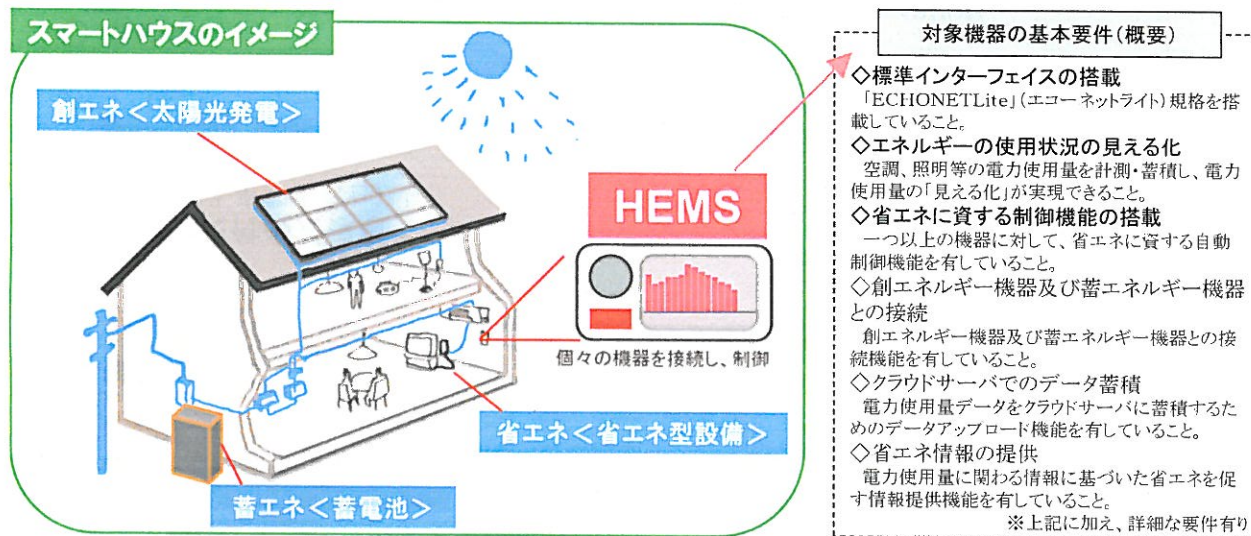 スマートハウスのイメージ
創エネ<太陽光発電>
HEMS
個々の機器を接続し、制御
省エネ<省エネ型設備>
蓄エネ<蓄電池>
対象機器の基本要件(概要)
◇標準インターフェイスの搭載
「ECHONETLite」(エコーネットライト)規格を搭
載していること。
◇エネルギーの使用状況の見える化
空調、照明等の電力使用量を計測・蓄積し、電力
使用量の「見える化」が実現できること。
◇省エネに資する制御機能の搭載
一つ以上の機器に対して、省エネに資する自動
制御機能を有していること。
◇創エネルギー機器及び蓄エネルギー機器
との接続
創エネルギー機器及び蓄エネルギー機器との接
続機能を有していること。
◇クラウドサーバでのデータ蓄積
電力使用量データをクラウドサーバに蓄積するた
めのデータアップロード機能を有していること。
◇省エネ情報の提供
電力使用量に関わる情報に基づいた省エネを促
す情報提供機能を有していること。
※上記に加え、詳細な要件有り